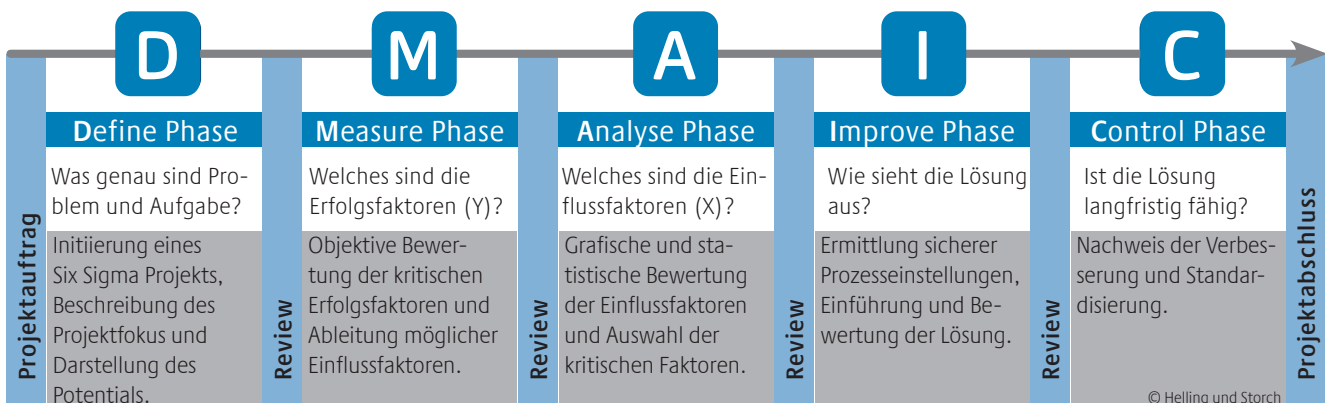 D
M
A
I
C
Projektauftrag
Define Phase
Was genau sind Pro-
blem und Aufgabe?
Initiierung eines
Six Sigma Projekts,
Beschreibung des
Projektfokus und
Darstellung des
Potentials.
Review
Measure Phase
Welches sind die
Erfolgsfaktoren (Y)?
Objektive Bewer-
tung der kritischen
Erfolgsfaktoren und
Ableitung möglicher
Einflussfaktoren.
Review
Analyse Phase
Welches sind die Ein-
flussfaktoren (X)?
Grafische und sta-
tistische Bewertung
der Einflussfaktoren
und Auswahl der
kritischen Faktoren.
Review
Improve Phase
Wie sieht die Lösung
aus?
Ermittlung sicherer
Prozesseinstellungen,
Einführung und Be-
wertung der Lösung.
Review
Control Phase
Ist die Lösung
langfristig fähig?
Nachweis der Verbes-
serung und Standar-
disierung.
Projektabschluss
© Helling und Storch